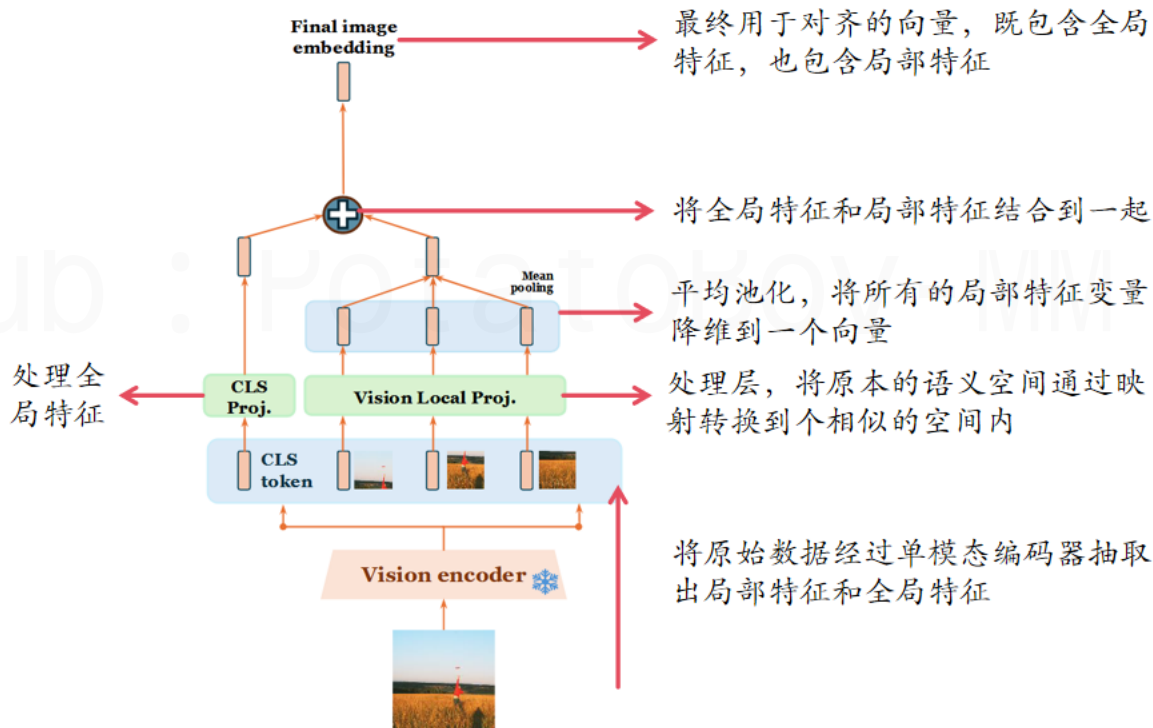 Final image
embedding
最终用于对齐的向量，既包含全局
特征，也包含局部特征
将全局特征和局部特征结合到一起
ub : PotatoBoy MM
Mean
pooling
平均池化，将所有的局部特征变量
降维到一个向量
处理全
局特征
CLS
Proj.
Vision Local Proj.
处理层，将原本的语义空间通过映
射转换到个相似的空间内
CLS
token
将原始数据经过单模态编码器抽取
出局部特征和全局特征
Vision encoder